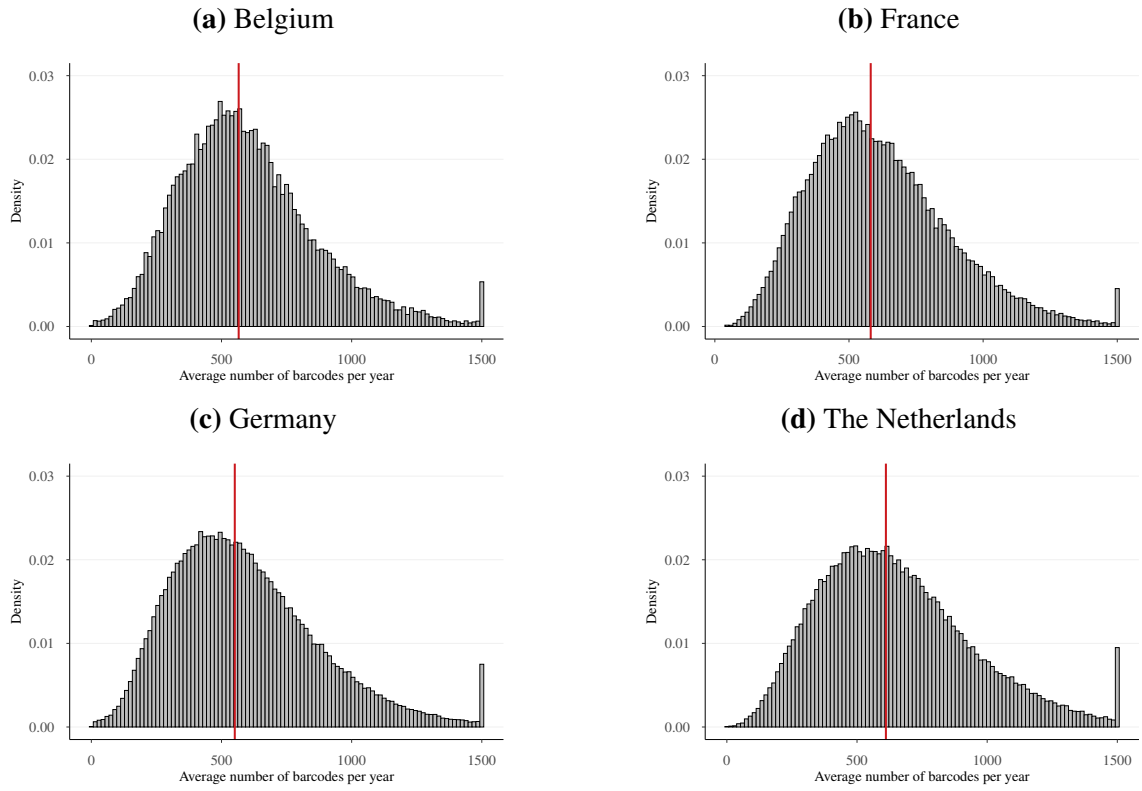 (a) Belgium
0.03
0.02
0.01
0.00
Density
0 500 1000 1500
Average number of barcodes per year
(b) France
0.03
0.02
0.01
0.00
Density
0 500 1000 1500
Average number of barcodes per year
(c) Germany
0.03
0.02
0.01
0.00
Density
0 500 1000 1500
Average number of barcodes per year
(d) The Netherlands
0.03
0.02
0.01
0.00
Density
0 500 1000 1500
Average number of barcodes per year